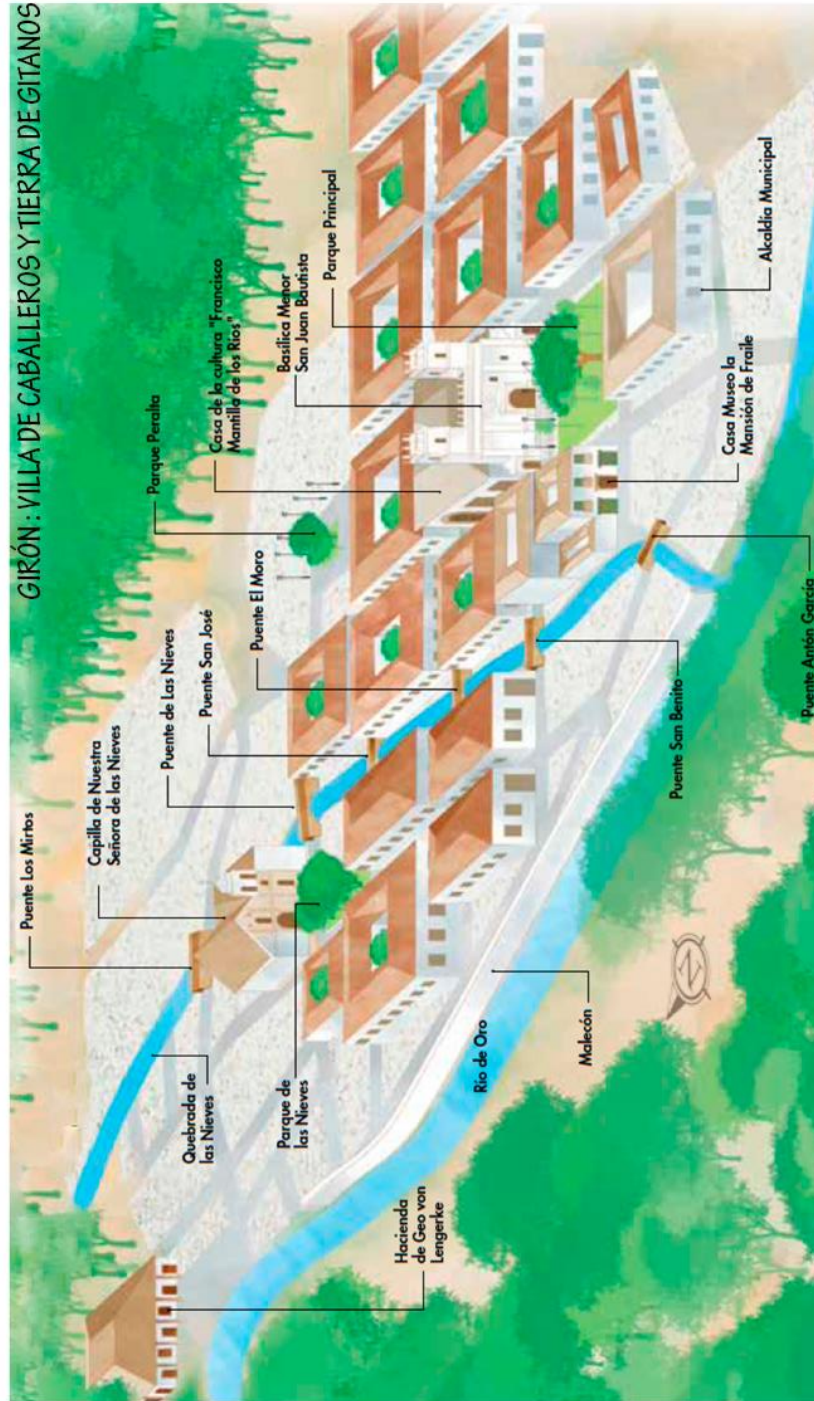 GIRÓN : VILLA DE CABALLEROS Y TIERRA DE GITANOS
Puente Los Mirtos
Capilla de Nuestra
Señora de las Nieves
Puente de Las Nieves
Puente San José
Puente El Moro
Parque Peralta
Casa de la cultura "Francisco
Mantilla de los Ríos"
Basílica Menor
San Juan Bautista
Parque Principal
Quebrada de
las Nieves
Parque de
las Nieves
Hacienda
de Geo von
Lengerke
Río de Oro
Malecón
Puente San Benito
Puente Antón García
Casa Museo la
Mansión de Fraile
Alcaldía Municipal
N